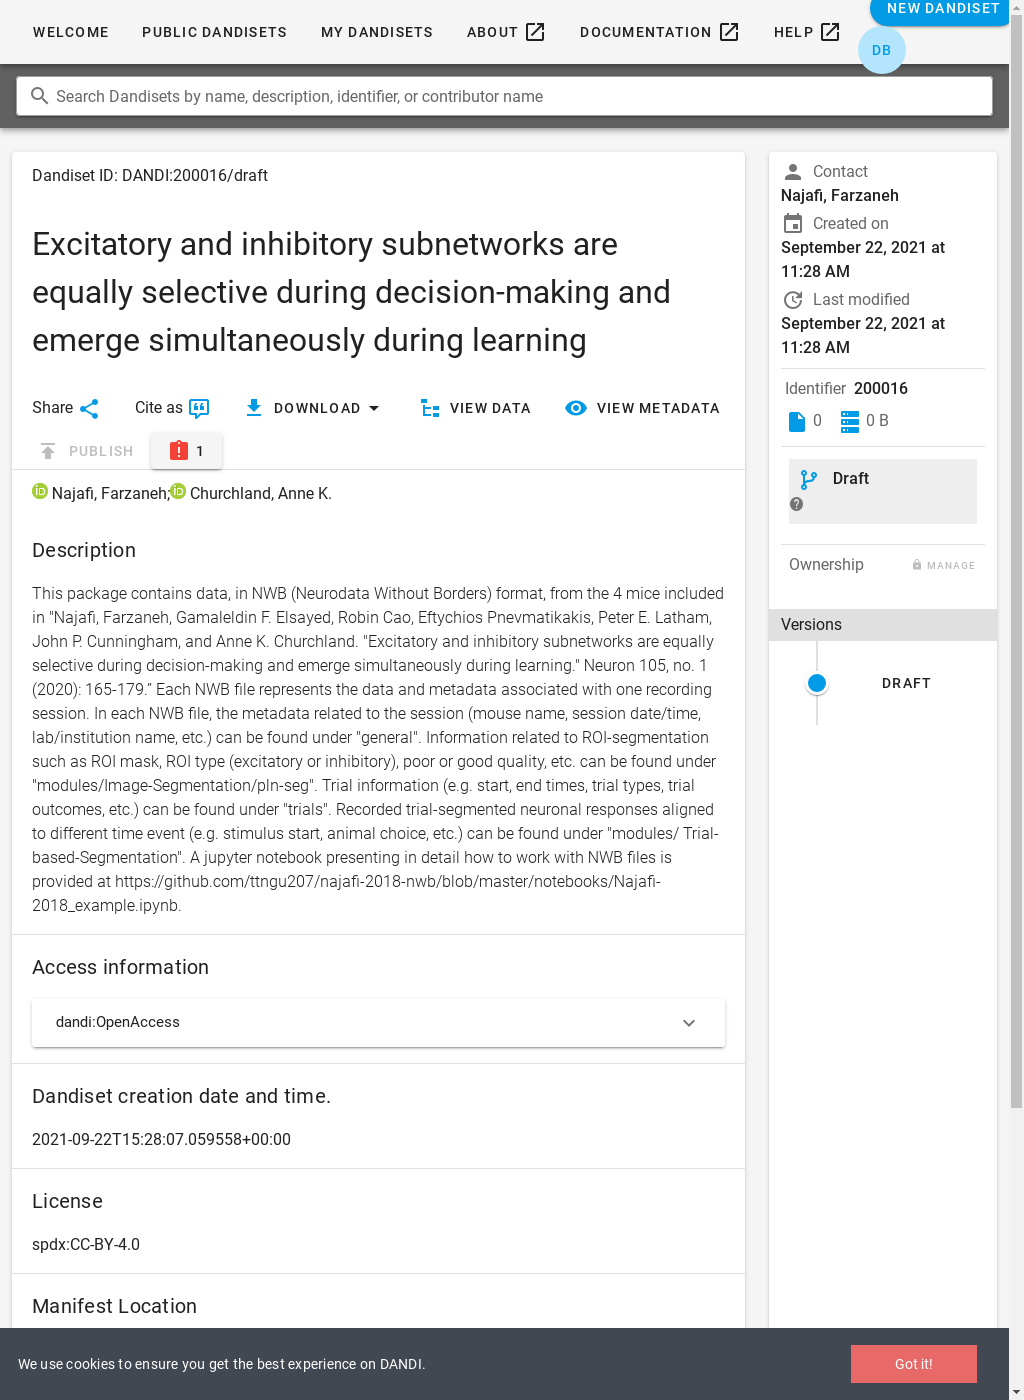 NEW DANDISET
WELCOME
PUBLIC DANDISETS
MY DANDISETS
ABOUT
DOCUMENTATION
HELP
DB
Search Dandisets by name, description, identifier, or contributor name
Dandiset ID: DANDI:200016/draft
Excitatory and inhibitory subnetworks are
equally selective during decision-making and
emerge simultaneously during learning
Share
Cite as
DOWNLOAD
VIEW DATA
VIEW METADATA
PUBLISH
1
iD Najafi, Farzaneh; iD Churchland, Anne K.
Description
This package contains data, in NWB (Neurodata Without Borders) format, from the 4 mice included
in "Najafi, Farzaneh, Gamaleldin F. Elsayed, Robin Cao, Eftychios Pnevmatikakis, Peter E. Latham,
John P. Cunningham, and Anne K. Churchland. "Excitatory and inhibitory subnetworks are equally
selective during decision-making and emerge simultaneously during learning." Neuron 105, no. 1
(2020): 165-179.” Each NWB file represents the data and metadata associated with one recording
session. In each NWB file, the metadata related to the session (mouse name, session date/time,
lab/institution name, etc.) can be found under "general". Information related to ROI-segmentation
such as ROI mask, ROI type (excitatory or inhibitory), poor or good quality, etc. can be found under
"modules/Image-Segmentation/pln-seg". Trial information (e.g. start, end times, trial types, trial
outcomes, etc.) can be found under "trials". Recorded trial-segmented neuronal responses aligned
to different time event (e.g. stimulus start, animal choice, etc.) can be found under "modules/ Trial-
based-Segmentation". A jupyter notebook presenting in detail how to work with NWB files is
provided at https://github.com/ttngu207/najafi-2018-nwb/blob/master/notebooks/Najafi-
2018_example.ipynb.
Access information
dandi:OpenAccess
Dandiset creation date and time.
2021-09-22T15:28:07.059558+00:00
License
spdx:CC-BY-4.0
Manifest Location
Contact
Najafi, Farzaneh
Created on
September 22, 2021 at
11:28 AM
Last modified
September 22, 2021 at
11:28 AM
Identifier 200016
0
0 B
Draft
?
Ownership
MANAGE
Versions
DRAFT
We use cookies to ensure you get the best experience on DANDI.
Got it!